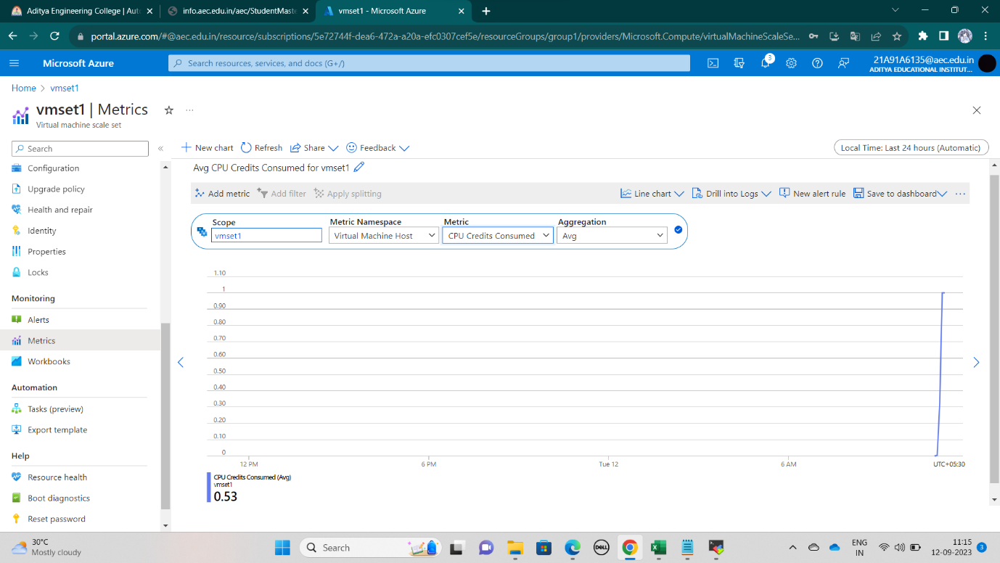 Aditya Engineering College | Aut
info.aec.edu.in/aec/StudentMaste
vmset1 - Microsoft Azure
portal.azure.com/#@aec.edu.in/resource/subscriptions/5e72744f-dea6-472a-a20a-efc0307cef5e/resourceGroups/group1/providers/Microsoft.Compute/virtualMachineScaleSe...
Microsoft Azure
Search resources, services, and docs (G+/)
3
21A91A6135@aec.edu.in
ADITYA EDUCATIONAL INSTITUT...
Home > vmset1
vmset1 | Metrics
Virtual machine scale set
Search
Configuration
Upgrade policy
Health and repair
Identity
Properties
Locks
Monitoring
Alerts
Metrics
Workbooks
Automation
Tasks (preview)
Export template
Help
Resource health
Boot diagnostics
Reset password
New chart Refresh Share Feedback
Local Time: Last 24 hours (Automatic)
Avg CPU Credits Consumed for vmset1
Add metric Add filter Apply splitting
Line chart Drill into Logs New alert rule Save to dashboard ...
Scope Metric Namespace Metric Aggregation
vmset1 Virtual Machine Host CPU Credits Consumed Avg
1.10
1
0.90
0.80
0.70
0.60
0.50
0.40
0.30
0.20
0.10
0
12 PM 6 PM Tue 12 6 AM UTC+05:30
CPU Credits Consumed (Avg)
vmset1
0.53
30°C
Mostly cloudy
Search
DELL
ENG
IN
11:15
12-09-2023
3